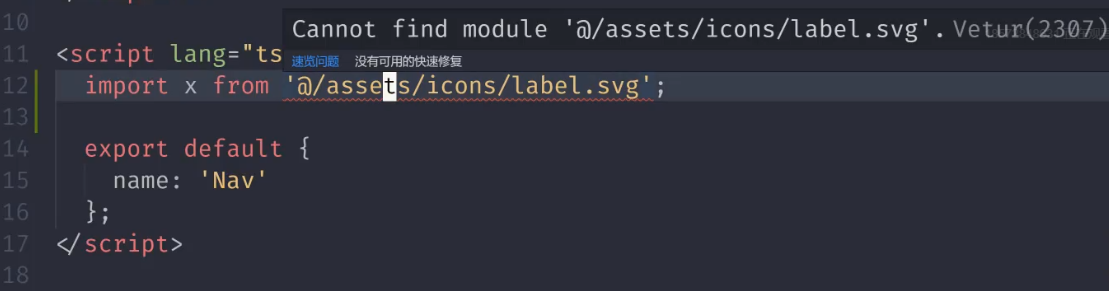 10
Cannot find module '@/assets/icons/label.svg'. Vetur(2307)
11 <script lang="ts
速览问题 没有可用的快速修复
12 import x from '@/assets/icons/label.svg';
13
14 export default {
15 name: 'Nav'
16 };
17 </script>
18